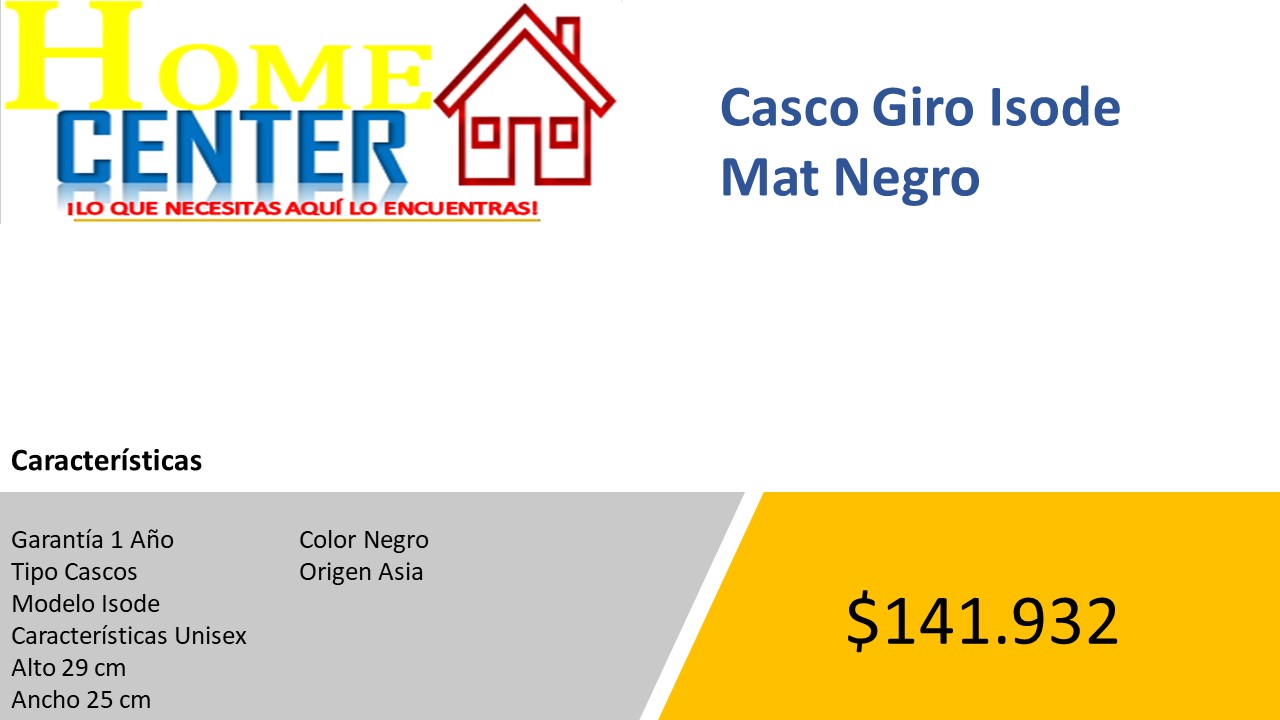 HOME
CENTER
¡LO QUE NECESITAS AQUÍ LO ENCUENTRAS!
Casco Giro Isode
Mat Negro
Características
Garantía 1 Año
Tipo Cascos
Modelo Isode
Características Unisex
Alto 29 cm
Ancho 25 cm
Color Negro
Origen Asia
$141.932